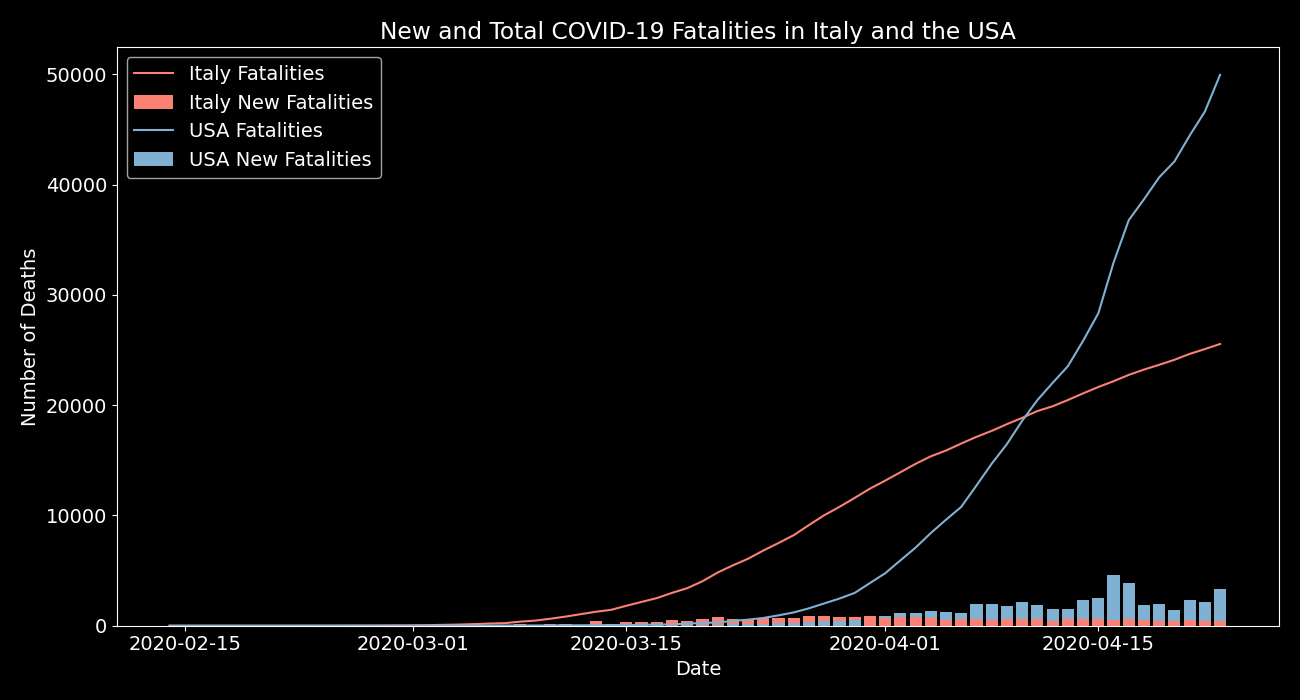 New and Total COVID-19 Fatalities in Italy and the USA
Italy Fatalities
Italy New Fatalities
USA Fatalities
USA New Fatalities
50000
40000
30000
20000
10000
0
Number of Deaths
2020-02-15 2020-03-01 2020-03-15 2020-04-01 2020-04-15
Date